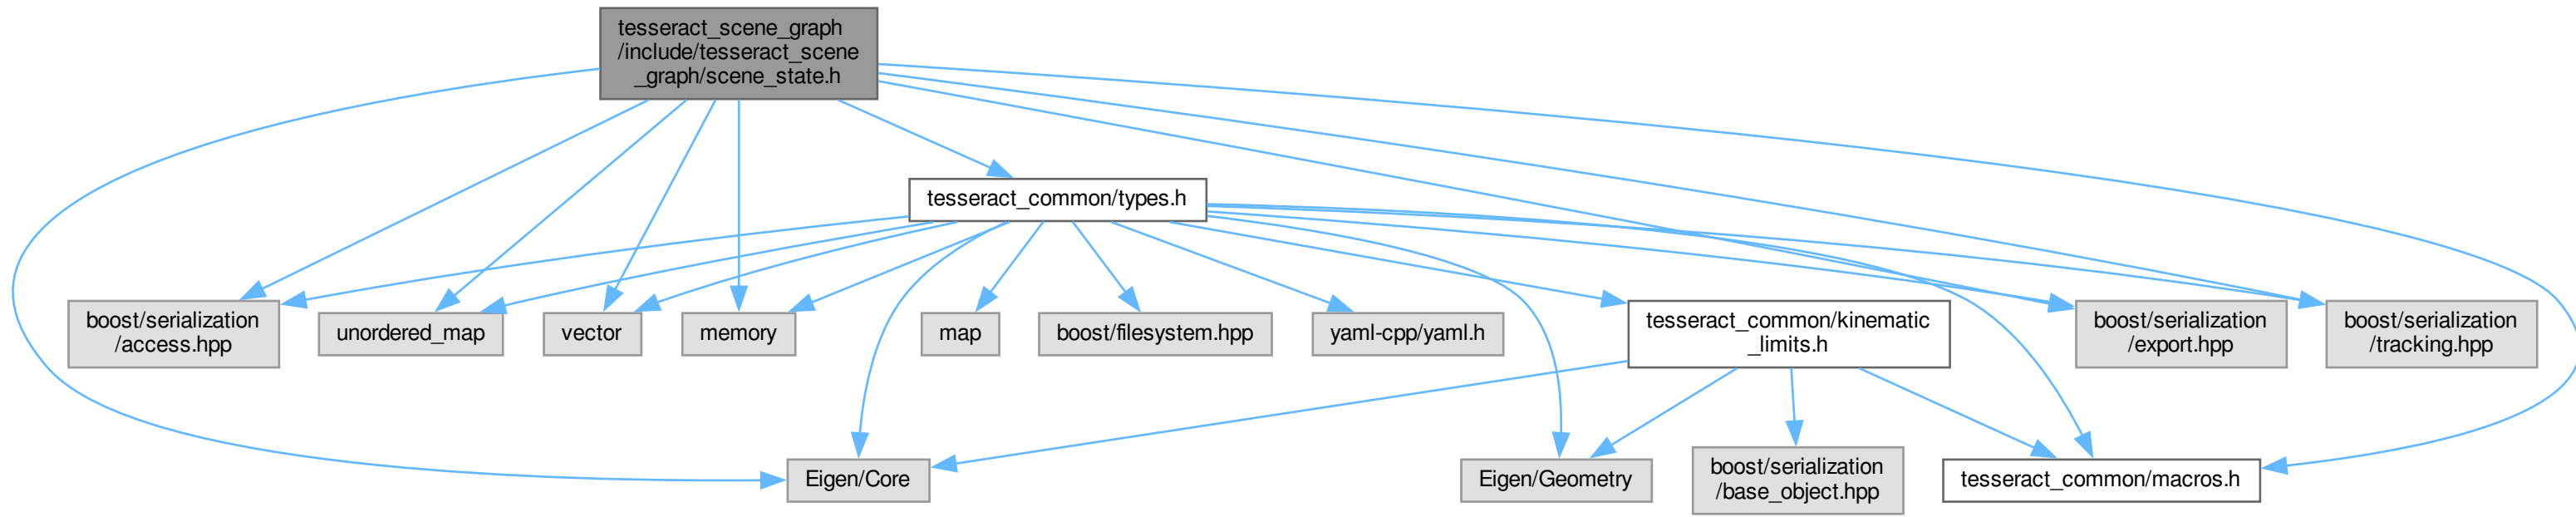 tesseract_scene_graph
/include/tesseract_scene
_graph/scene_state.h
tesseract_common/types.h
boost/serialization
/access.hpp
unordered_map
vector
memory
map
boost/filesystem.hpp
yaml-cpp/yaml.h
tesseract_common/kinematic
_limits.h
boost/serialization
/export.hpp
boost/serialization
/tracking.hpp
Eigen/Core
Eigen/Geometry
boost/serialization
/base_object.hpp
tesseract_common/macros.h